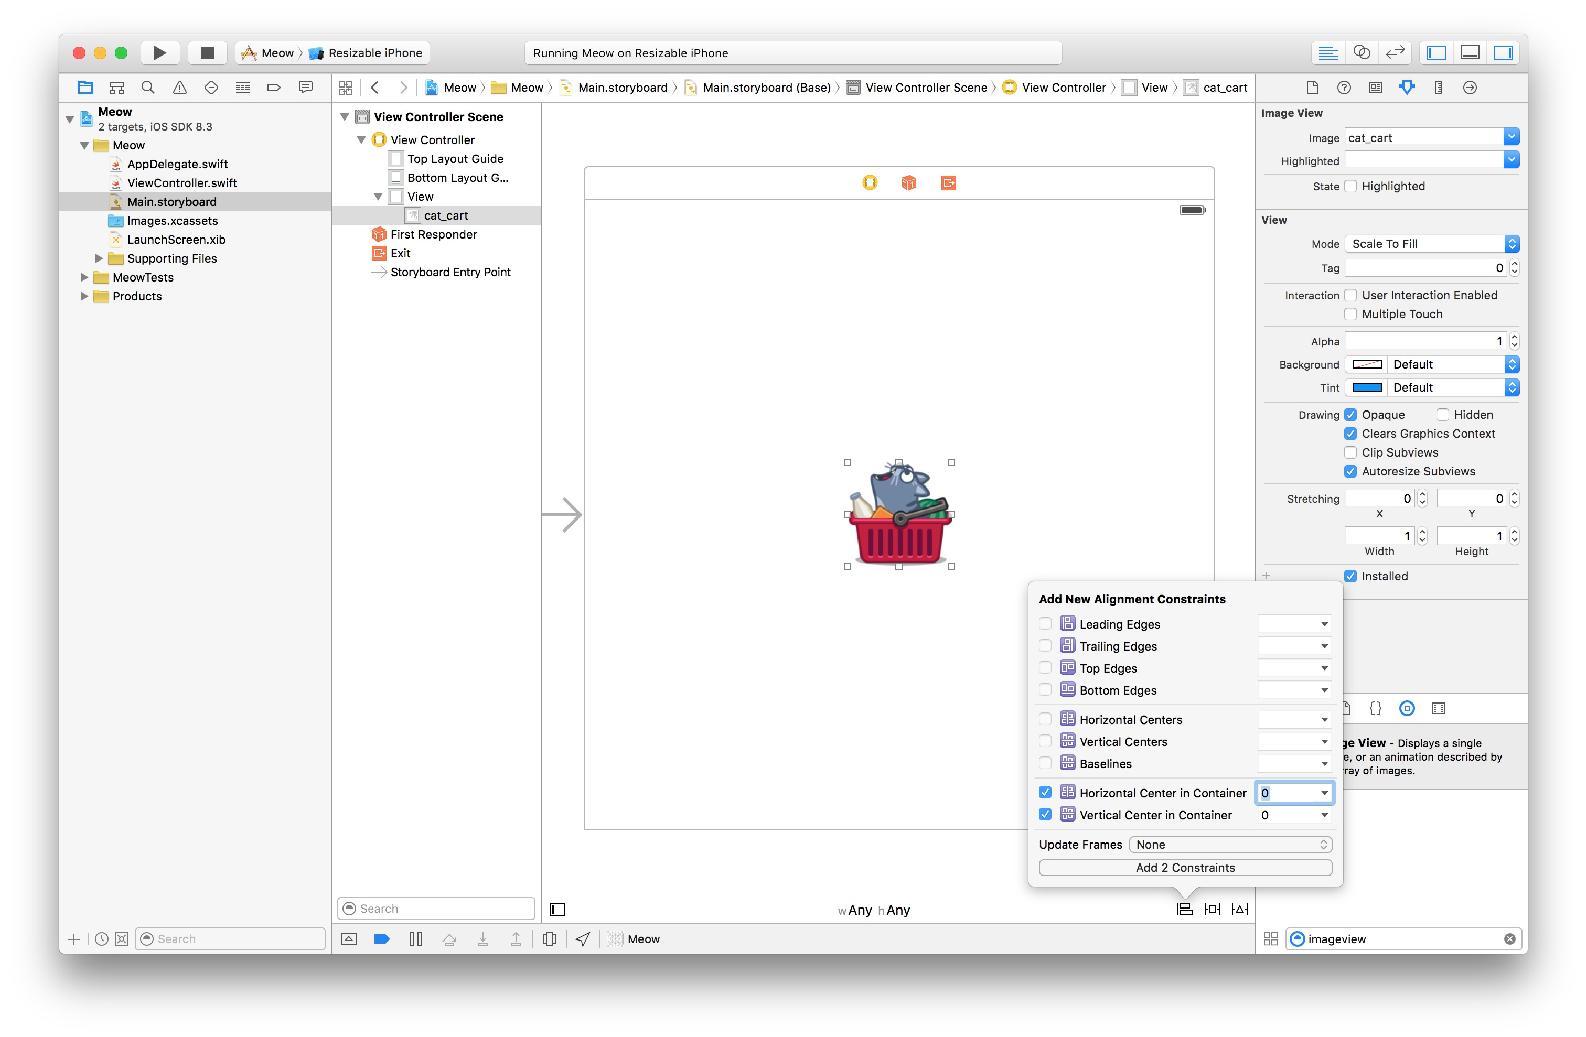 Meow
Resizable iPhone
Running Meow on Resizable iPhone
Meow
Meow
Main.storyboard
Main.storyboard (Base)
View Controller Scene
View Controller
View
cat_cart
Meow
2 targets, iOS SDK 8.3
Meow
AppDelegate.swift
ViewController.swift
Main.storyboard
Images.xcassets
LaunchScreen.xib
Supporting Files
MeowTests
Products
Search
View Controller Scene
View Controller
Top Layout Guide
Bottom Layout G...
View
cat_cart
First Responder
Exit
Storyboard Entry Point
Search
wAny hAny
Meow
Add New Alignment Constraints
Leading Edges
Trailing Edges
Top Edges
Bottom Edges
Horizontal Centers
Vertical Centers
Baselines
Horizontal Center in Container 0
Vertical Center in Container 0
Update Frames None
Add 2 Constraints
Image View
Image cat_cart
Highlighted
State Highlighted
View
Mode Scale To Fill
Tag 0
Interaction User Interaction Enabled
Multiple Touch
Alpha 1
Background Default
Tint Default
Drawing Opaque Hidden
Clears Graphics Context
Clip Subviews
Autoresize Subviews
Stretching 0 0
X Y
1 1
Width Height
Installed
ge View - Displays a single
e, or an animation described by
ray of images.
imageview